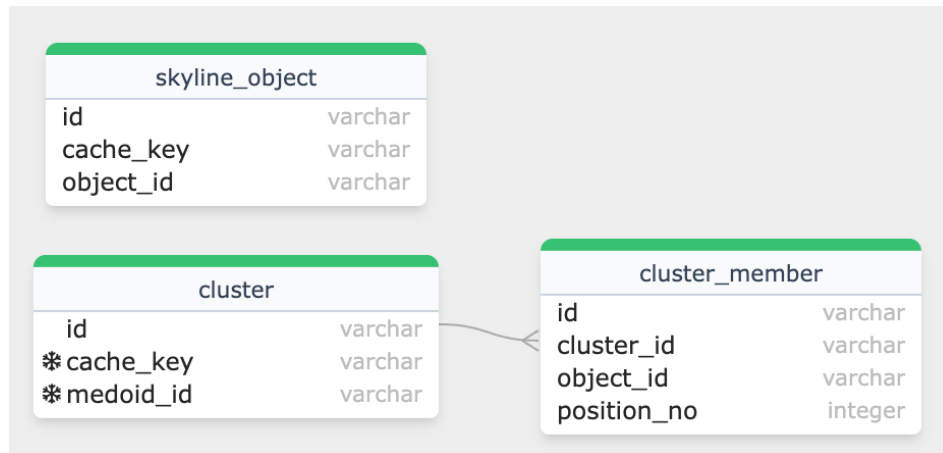 skyline_object
id varchar
cache_key varchar
object_id varchar
cluster
id varchar
✻ cache_key varchar
✻ medoid_id varchar
cluster_member
id varchar
cluster_id varchar
object_id varchar
position_no integer